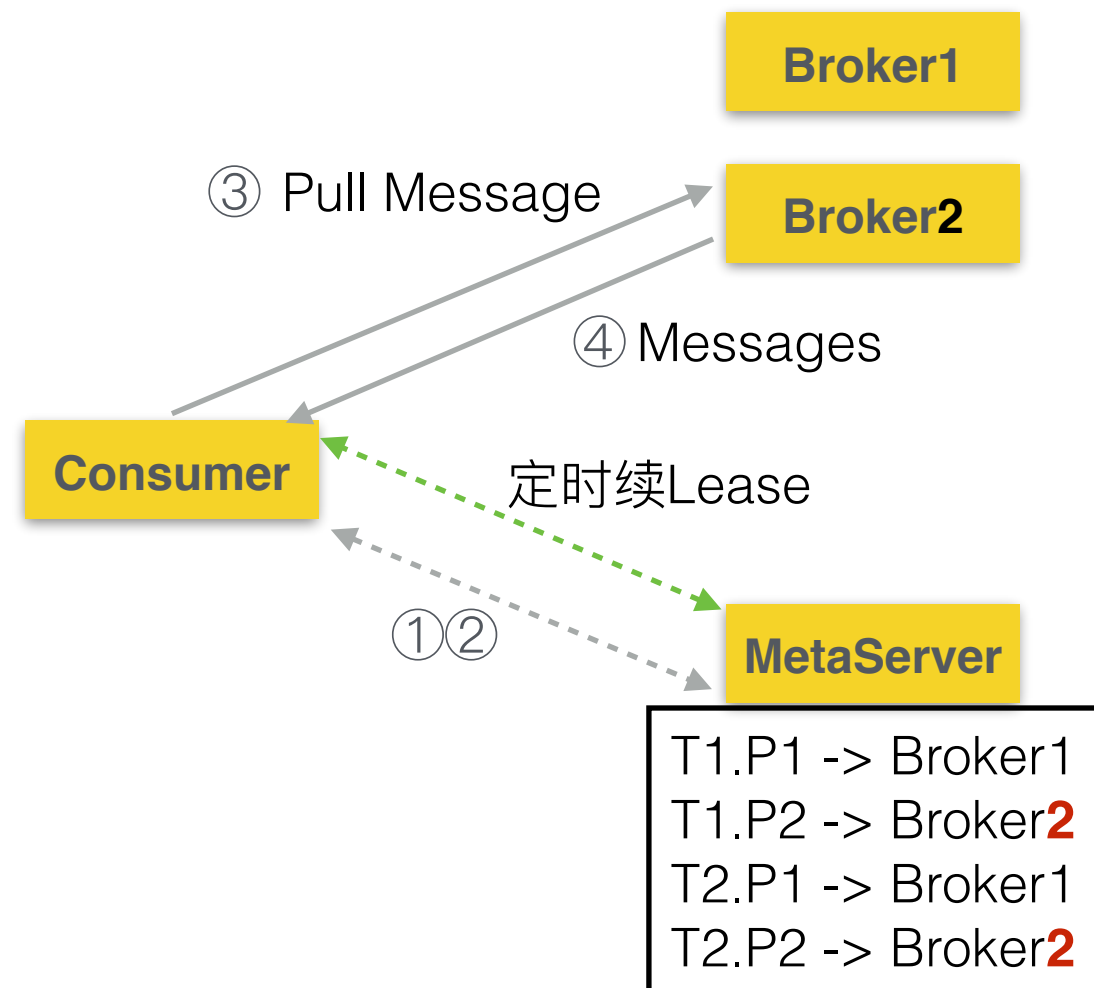 Broker1
Broker2
③ Pull Message
④ Messages
Consumer
定时续Lease
①②
MetaServer
T1.P1 -> Broker1
T1.P2 -> Broker2
T2.P1 -> Broker1
T2.P2 -> Broker2